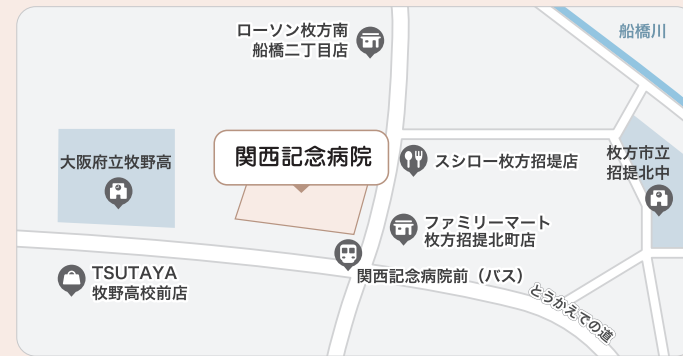 ローソン枚方南
船橋二丁目店
船橋川
大阪府立牧野高
関西記念病院
スシロー枚方招堤店
枚方市立
招提北中
ファミリーマート
枚方招提北町店
関西記念病院前（バス）
TSUTAYA
牧野高校前店
とうかえでの道